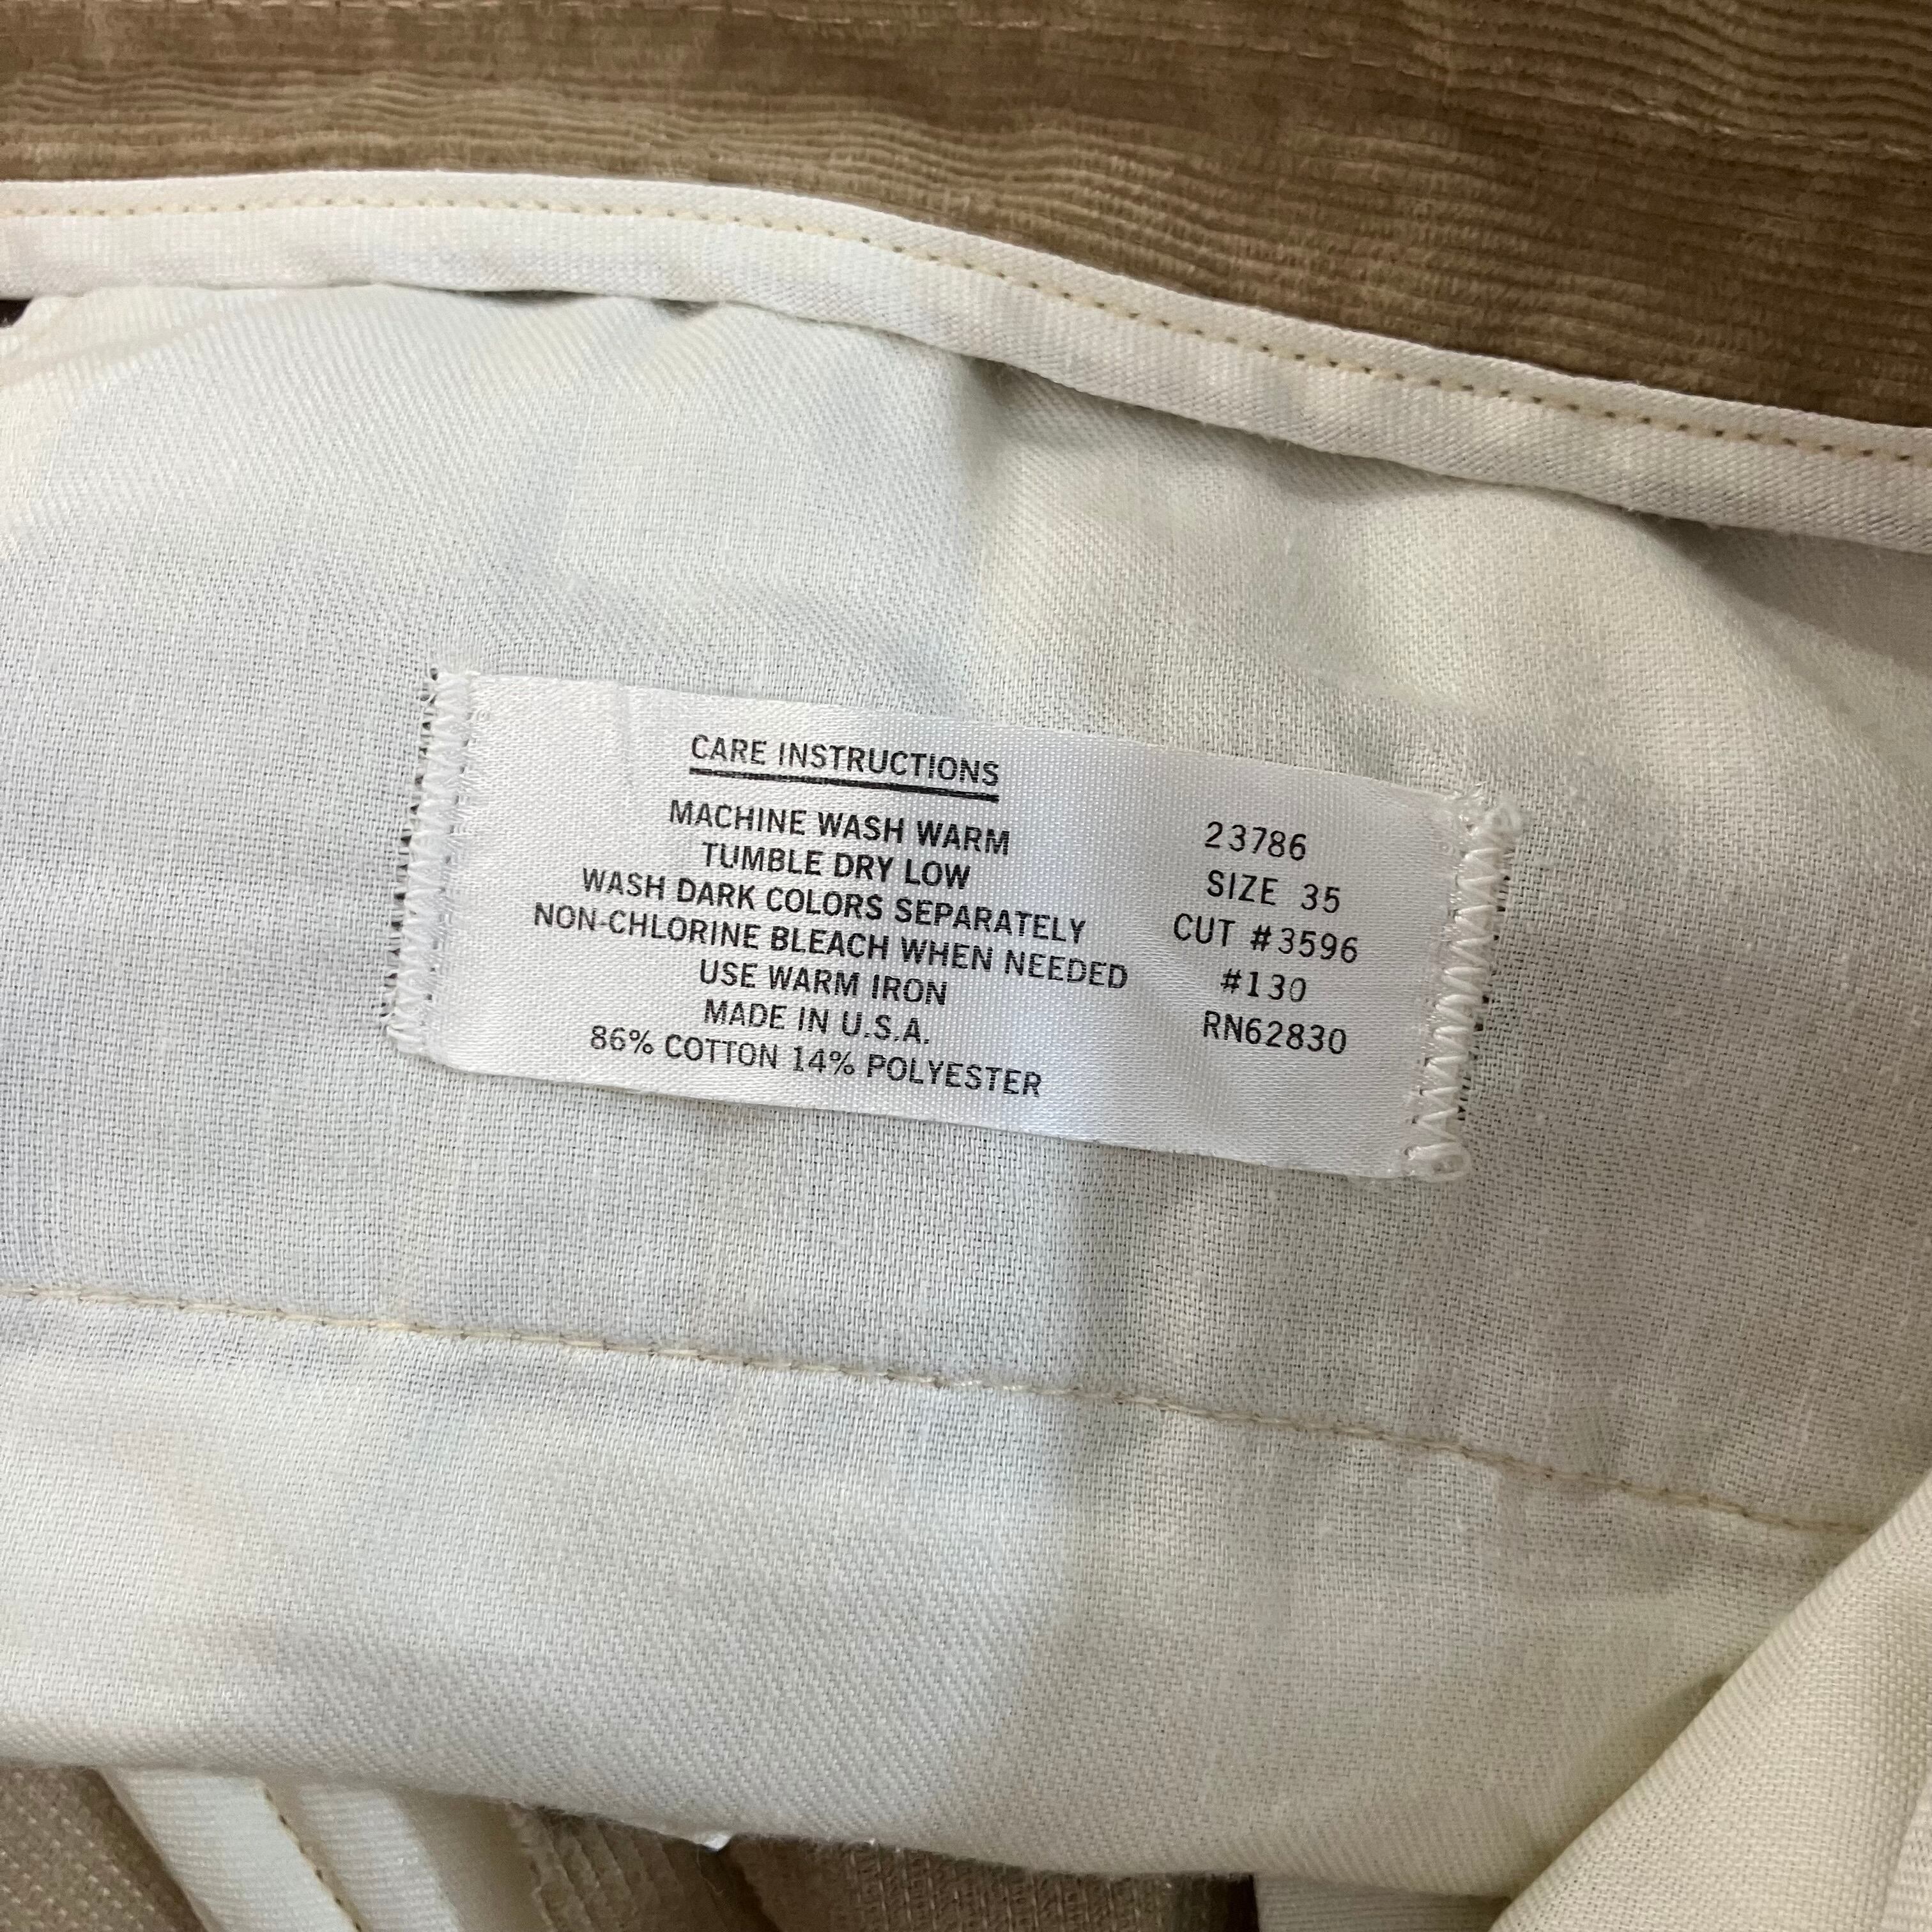 CARE INSTRUCTIONS
MACHINE WASH WARM
TUMBLE DRY LOW
WASH DARK COLORS SEPARATELY
NON-CHLORINE BLEACH WHEN NEEDED
USE WARM IRON
MADE IN U.S.A.
86% COTTON 14% POLYESTER
23786
SIZE 35
CUT #3596
#130
RN62830